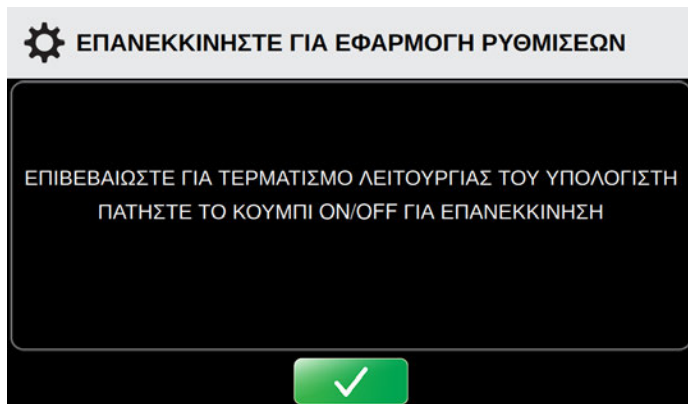 ΕΠΑΝΕΚΚΙΝΗΣΤΕ ΓΙΑ ΕΦΑΡΜΟΓΗ ΡΥΘΜΙΣΕΩΝ
ΕΠΙΒΕΒΑΙΩΣΤΕ ΓΙΑ ΤΕΡΜΑΤΙΣΜΟ ΛΕΙΤΟΥΡΓΙΑΣ ΤΟΥ ΥΠΟΛΟΓΙΣΤΗ
ΠΑΤΗΣΤΕ ΤΟ ΚΟΥΜΠΙ ON/OFF ΓΙΑ ΕΠΑΝΕΚΚΙΝΗΣΗ